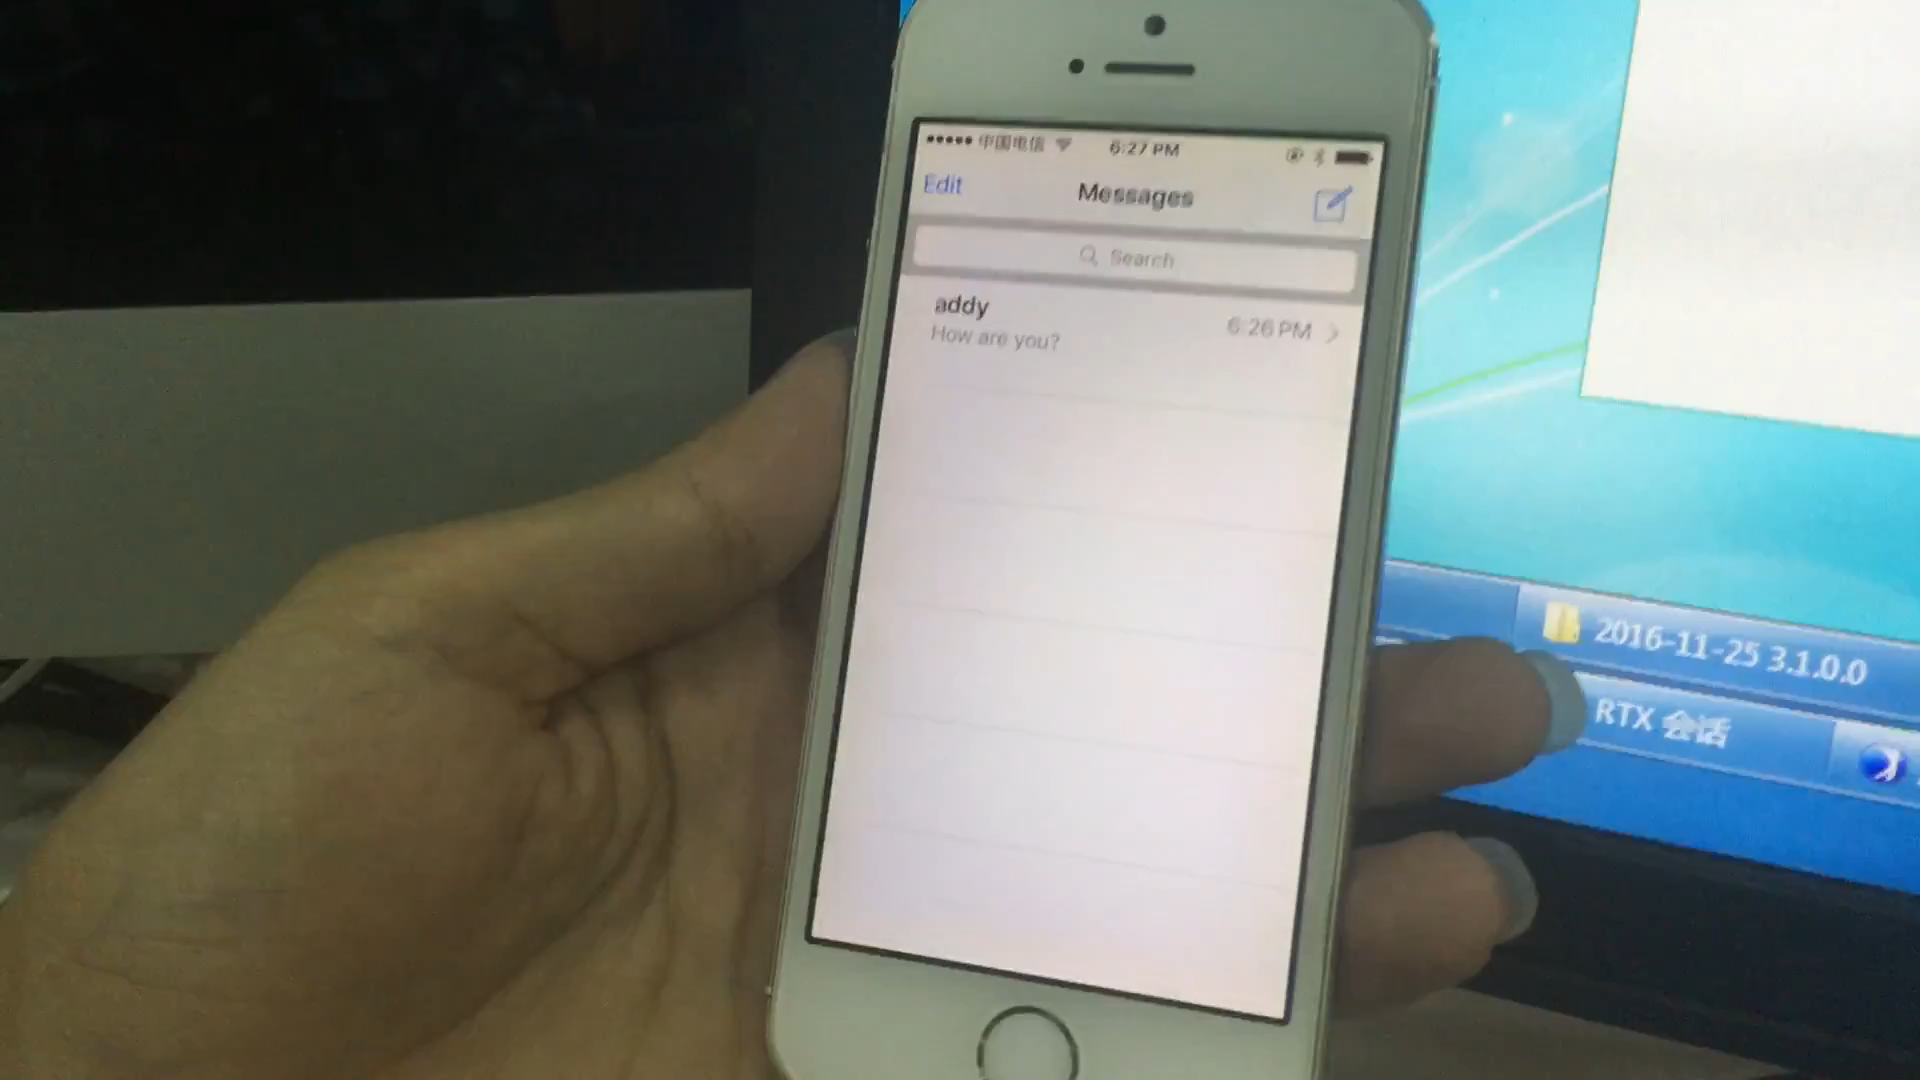 中国电信 6:27 PM
Edit Messages
Search
addy
How are you? 6:26 PM
2016-11-25 3.1.0.0
RTX 会话